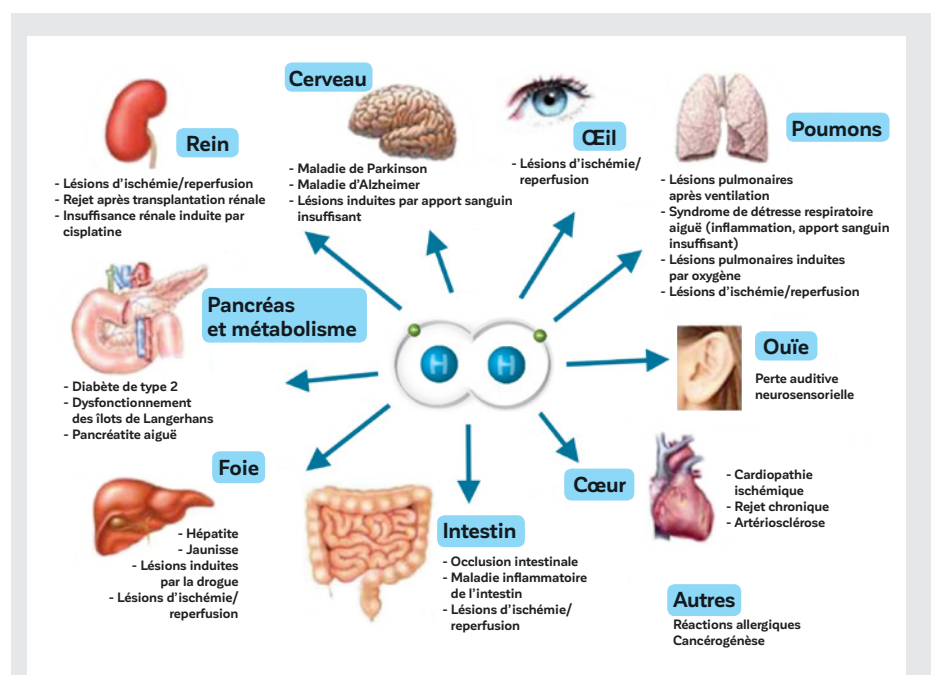 Rein
- Lésions d'ischémie/reperfusion
- Rejet après transplantation rénale
- Insuffisance rénale induite par
cisplatine
Cerveau
- Maladie de Parkinson
- Maladie d'Alzheimer
- Lésions induites par apport sanguin
insuffisant
Œil
- Lésions d'ischémie/
reperfusion
Poumons
- Lésions pulmonaires
après ventilation
- Syndrome de détresse respiratoire
aiguë (inflammation, apport sanguin
insuffisant)
- Lésions pulmonaires induites
par oxygène
- Lésions d'ischémie/reperfusion
Pancréas
et métabolisme
- Diabète de type 2
- Dysfonctionnement
des îlots de Langerhans
- Pancréatite aiguë
H H
Ouïe
Perte auditive
neurosensorielle
Foie
- Hépatite
- Jaunisse
- Lésions induites
par la drogue
- Lésions d'ischémie/
reperfusion
Intestin
- Occlusion intestinale
- Maladie inflammatoire
de l'intestin
- Lésions d'ischémie/
reperfusion
Cœur
- Cardiopathie
ischémique
- Rejet chronique
- Artériosclérose
Autres
Réactions allergiques
Cancérogénèse